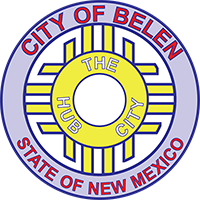 CITY OF BELEN
THE
HUB CITY
STATE OF NEW MEXICO